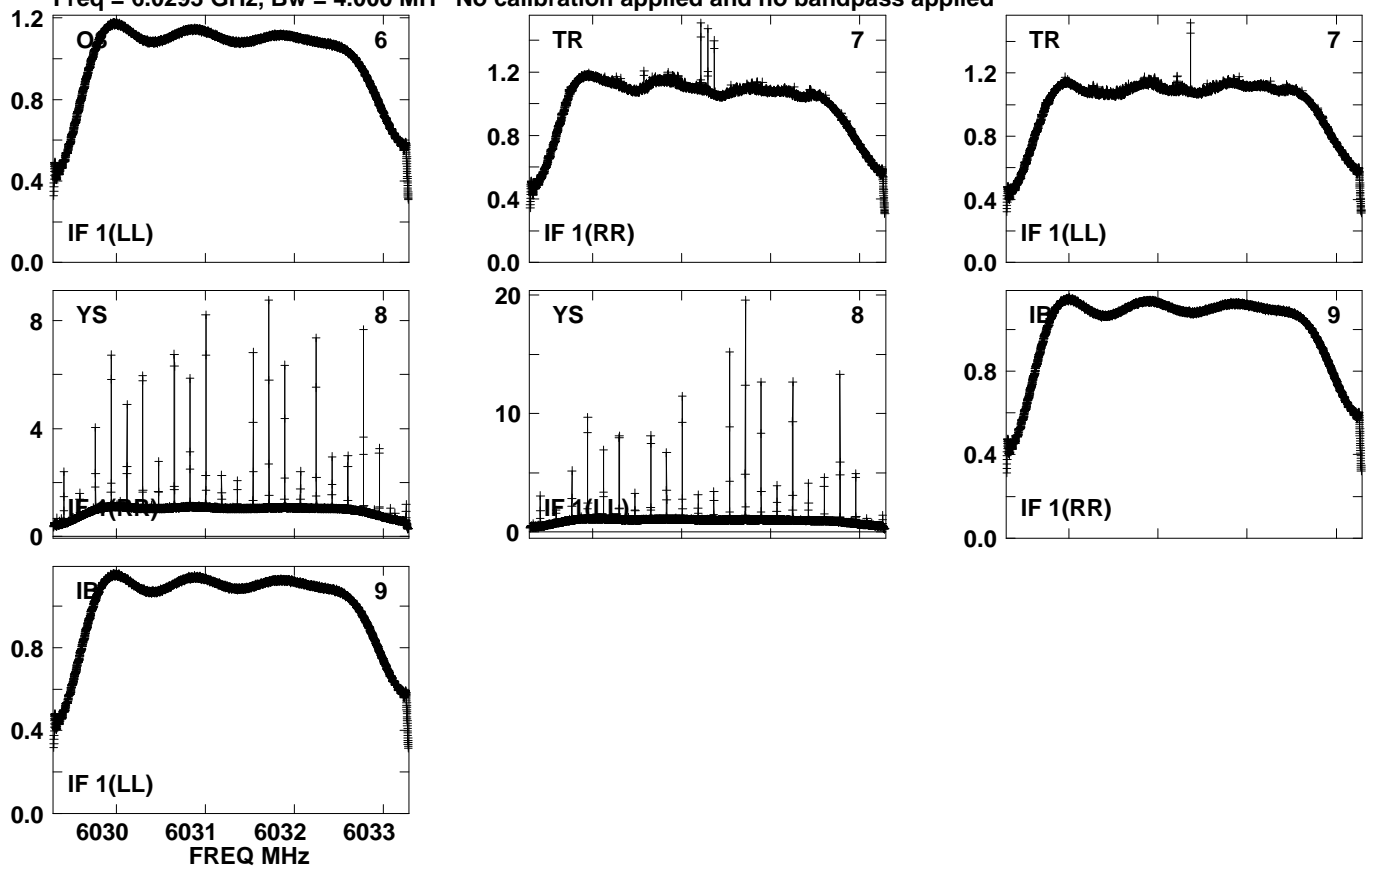 Freq = 6.0293 GHz, Bw = 4.000 MH No calibration applied and no bandpass applied
1.2
0.8
0.4
0.0
6
IF 1(LL)
1.2
0.8
0.4
0.0
TR
7
IF 1(RR)
1.2
0.8
0.4
0.0
TR
7
IF 1(LL)
8
4
0
YS
8
IF 1(RR)
20
10
0
YS
8
IF 1(LL)
0.8
0.4
0.0
IB
9
IF 1(RR)
0.8
0.4
0.0
IB
9
IF 1(LL)
6030 6031 6032 6033
FREQ MHz